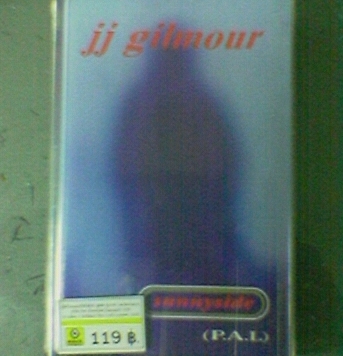 jj gilmour
sunnyside
(P.A.L)
119 ฿.